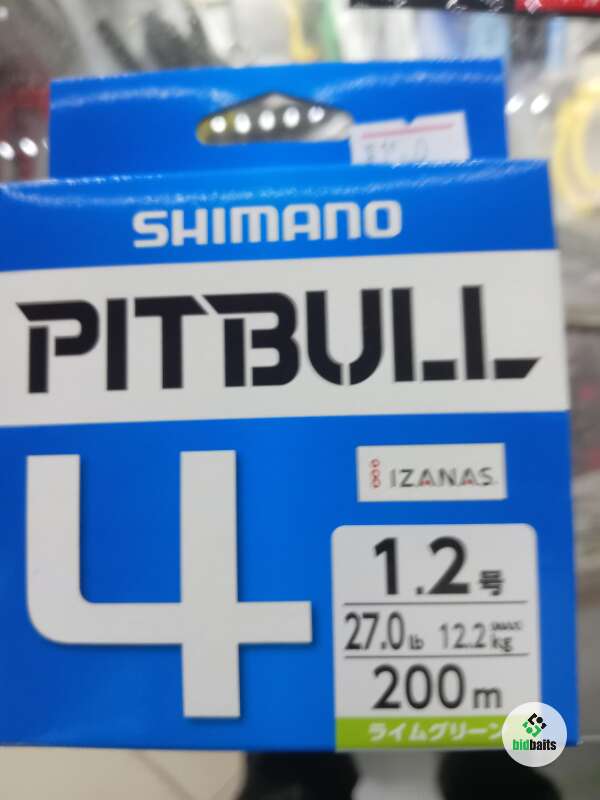 SHIMANO
PITBULL
4
IZANAS
1.2号
27.0lb 12.2kg
200m
ライムグリーン
bidbaits